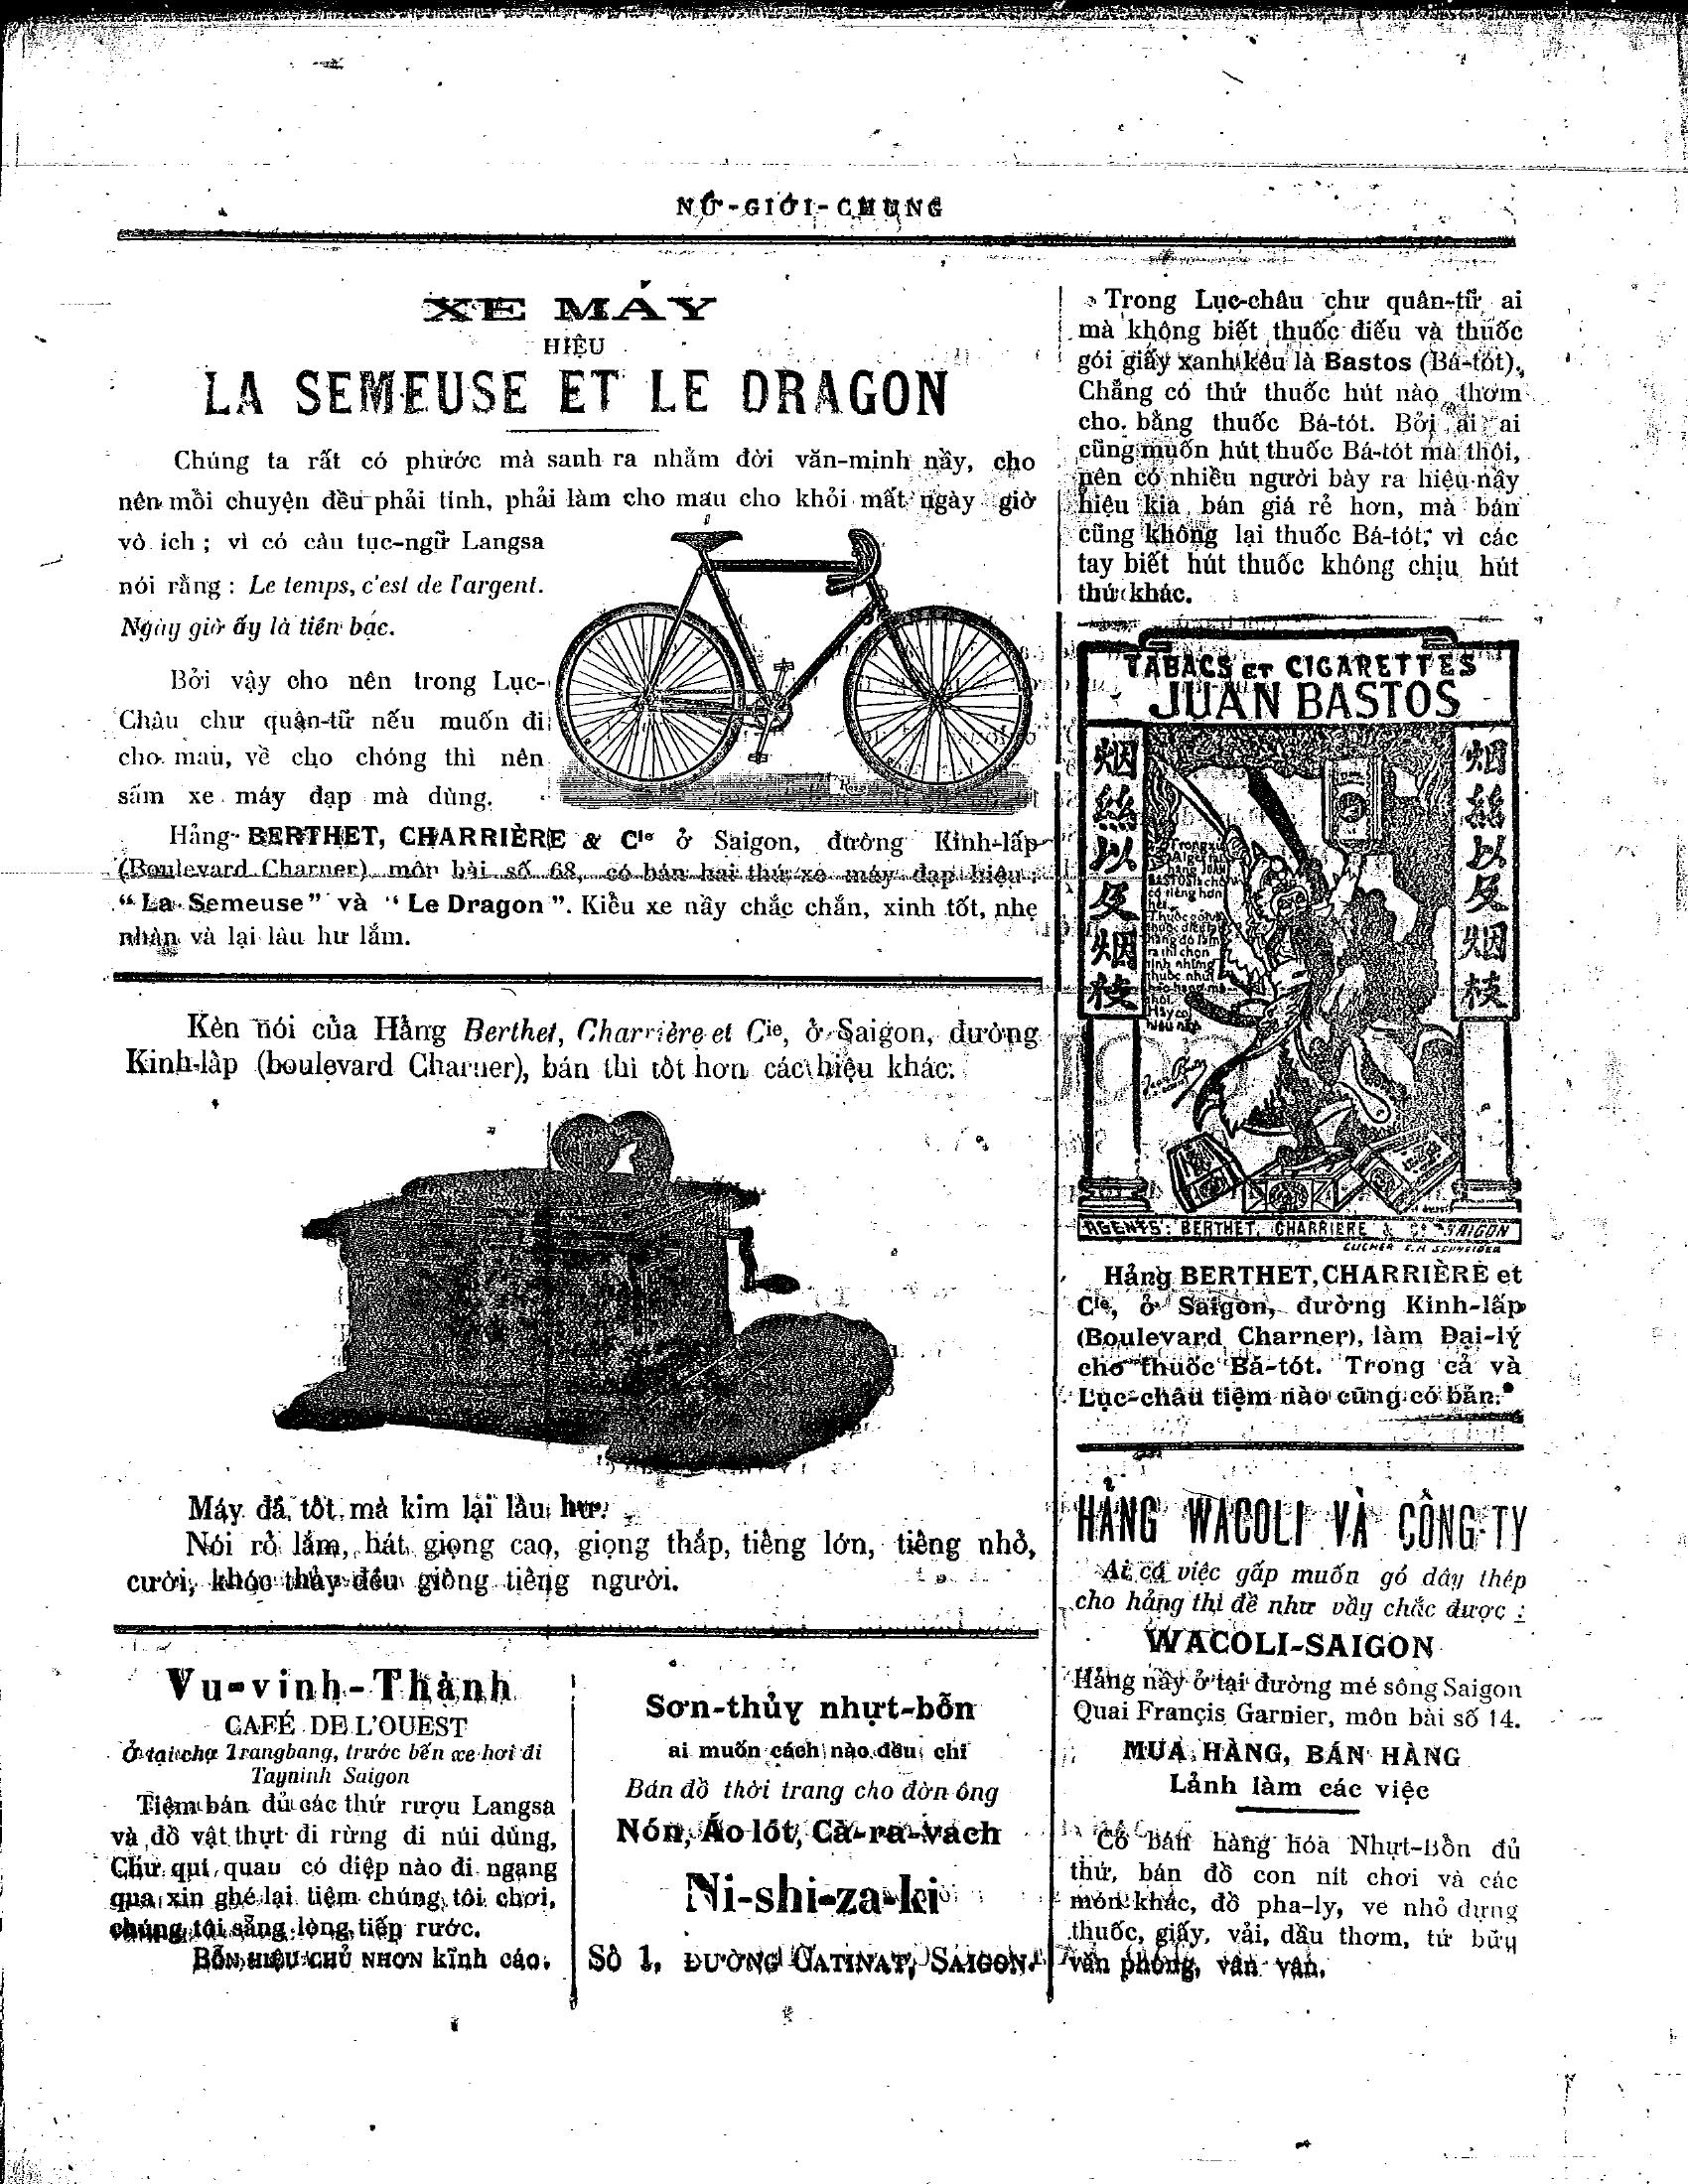 NỮ-GIỚI-CHUNG
XE MÁY
HIỆU
LA SEMEUSE ET LE DRAGON
Chúng ta rất có phước mà sanh ra nhằm đời văn-minh nầy, cho
nên mỗi chuyện đều phải tính, phải làm cho mau cho khỏi mất ngày giờ
vô ích ; vì có câu tục-ngữ Langsa
nói rằng : Le temps, c'est de l'argent.
Ngày giờ ấy là tiền bạc.
Bởi vậy cho nên trong Lục-
Châu chư quân-tử nếu muốn đi
cho mau, về cho chóng thì nên
sắm xe máy đạp mà dùng.
Hảng BERTHET, CHARRIÈRE & Cie ở Saigon, đường Kinh-lấp
(Boulevard Charner) môn bài số 68, có bán hai thứ xe máy đạp hiệu :
“ La Semeuse ” và “ Le Dragon ”. Kiểu xe nầy chắc chắn, xinh tốt, nhẹ
nhàn và lại lâu hư lắm.
Kèn nói của Hảng Berthet, Charrière et Cie, ở Saigon, đường
Kinh-lấp (boulevard Charner), bán thì tốt hơn các hiệu khác.
Máy đả tốt mà kim lại lâu hư.
Nói rỏ lắm, hát giọng cao, giọng thấp, tiếng lớn, tiếng nhỏ,
cười, khóc thảy đều giống tiếng người.
Vu-vinh-Thành
CAFÉ DE L'OUEST
Ở tại chợ Trangbang, trước bến xe hơi đi
Tayninh Saigon
Tiệm bán đủ các thứ rượu Langsa
và đồ vật thực đi rừng đi núi dùng,
Chư qui quan có diệp nào đi ngang
qua xin ghé lại tiệm chúng tôi chơi,
chúng tôi sẵng lòng tiếp rước.
BỔN HIỆU CHỦ NHƠN kĩnh cáo.
Sơn-thủy nhựt-bổn
ai muốn cách nào đều chỉ
Bán đồ thời trang cho đờn ông
Nón, Áo lót, Cà-ra-vach
Ni-shi-za-ki
Số 1, ĐƯỜNG CATINAT, SAIGON
Trong Lục-châu chư quân-tữ ai
mà không biết thuốc điếu và thuốc
gói giấy xanh kêu là Bastos (Bá-tót).
Chẳng có thứ thuốc hút nào thơm
cho bằng thuốc Bá-tót. Bởi ai ai
cũng muốn hút thuốc Bá-tót mà thôi,
nên có nhiều người bày ra hiệu nầy
hiệu kia bán giá rẻ hơn, mà bán
cũng không lại thuốc Bá-tót; vì các
tay biết hút thuốc không chịu hút
thứ khác.
TABACS ET CIGARETTES
JUAN BASTOS
烟絲以及烟枝
烟絲以及烟枝
AGENTS : BERTHET, CHARRIERE & Cº SAIGON
CLICHER E.H SCHNEIDER
Hảng BERTHET, CHARRIÈRE et
Cie, ở Saigon, đường Kinh-lấp
(Boulevard Charner), làm Đại-lý
cho thuốc Bá-tót. Trong cả và
Lục-châu tiệm nào cũng có bán.
HẢNG WACOLI VÀ CÔNG-TY
Ai có việc gấp muốn gỏ dây thép
cho hảng thì đề như vầy chắc được :
WACOLI-SAIGON
Hảng nầy ở tại đường mé sông Saigon
Quai Françis Garnier, môn bài số 14.
MUA HÀNG, BÁN HÀNG
Lảnh làm các việc
Có bán hàng hóa Nhựt-Bổn đủ
thứ, bán đồ con nít chơi và các
món khác, đồ pha-ly, ve nhỏ dựng
thuốc, giấy, vải, dầu thơm, tứ bữu
văn phòng, vân vân.